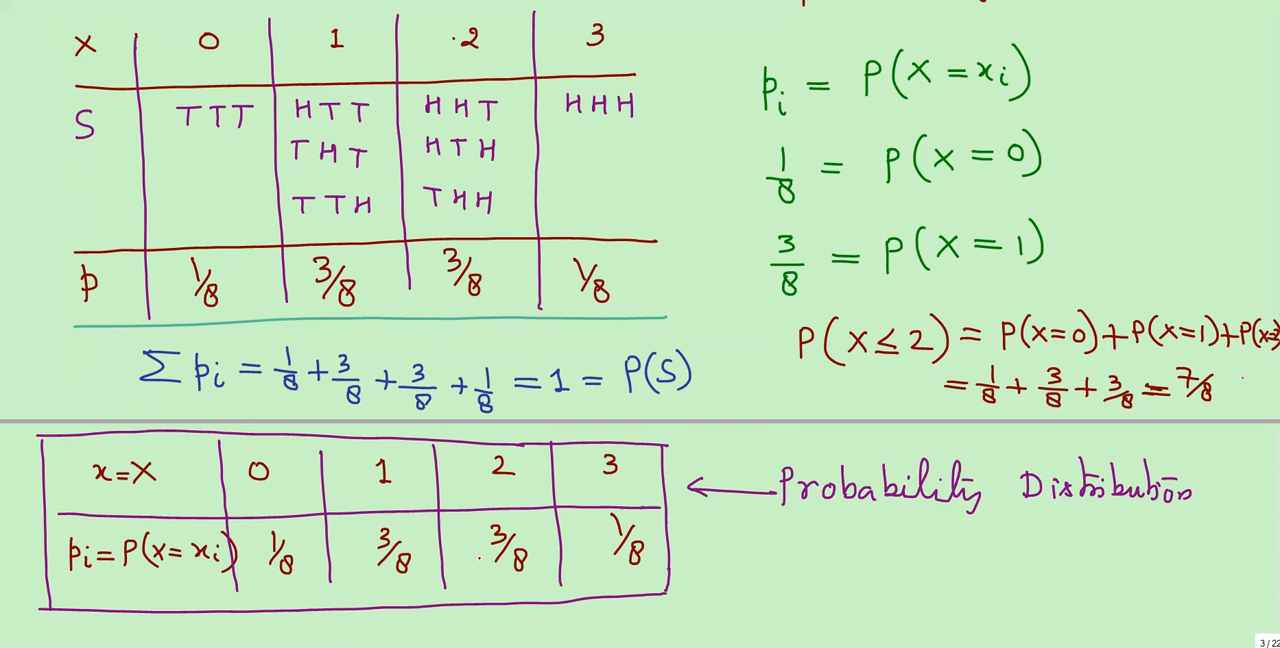 X 0 1 2 3
S TTT HTT HHT HHH
THT HTH
TTH THH
p 1/8 3/8 3/8 1/8
Σ pi = 1/8 + 3/8 + 3/8 + 1/8 = 1 = P(S)
pi = P(X = xi)
1/8 = P(X = 0)
3/8 = P(X = 1)
P(X ≤ 2) = P(X=0) + P(X=1) + P(X=2
= 1/8 + 3/8 + 3/8 = 7/8
x=X 0 1 2 3
pi = P(X= xi) 1/8 3/8 3/8 1/8
← Probability Distribution
3 / 22